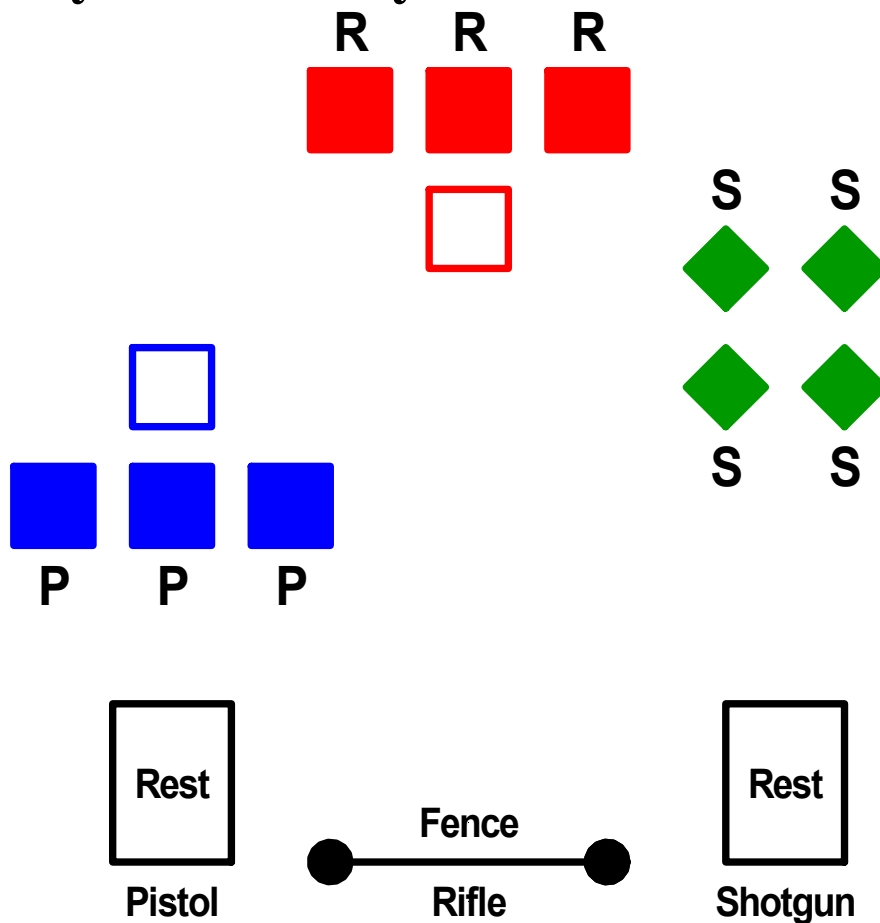 R R R
S S
S S
P P P
Rest Rest
Fence
Pistol Rifle Shotgun